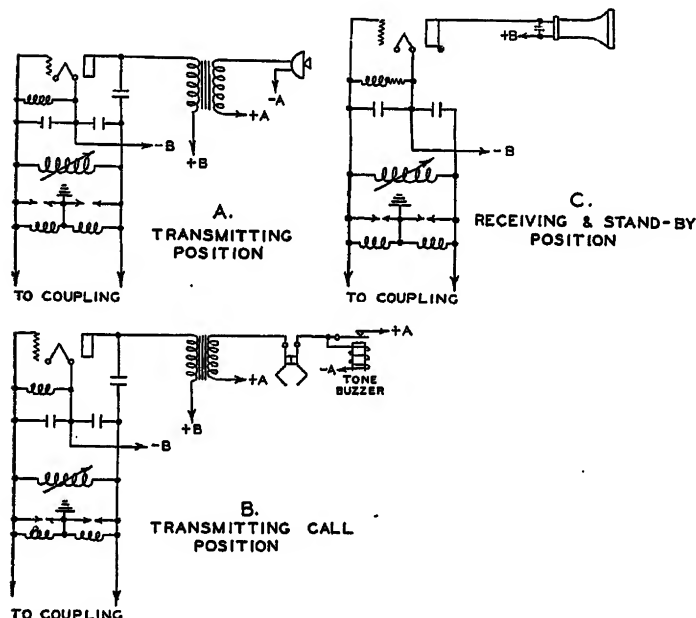 -A
+A
+B
-B
A.
TRANSMITTING
POSITION
TO COUPLING
+B
-B
C.
RECEIVING & STAND-BY
POSITION
TO COUPLING
+A
-A
TONE
BUZZER
+A
+B
-B
B.
TRANSMITTING CALL
POSITION
TO COUPLING